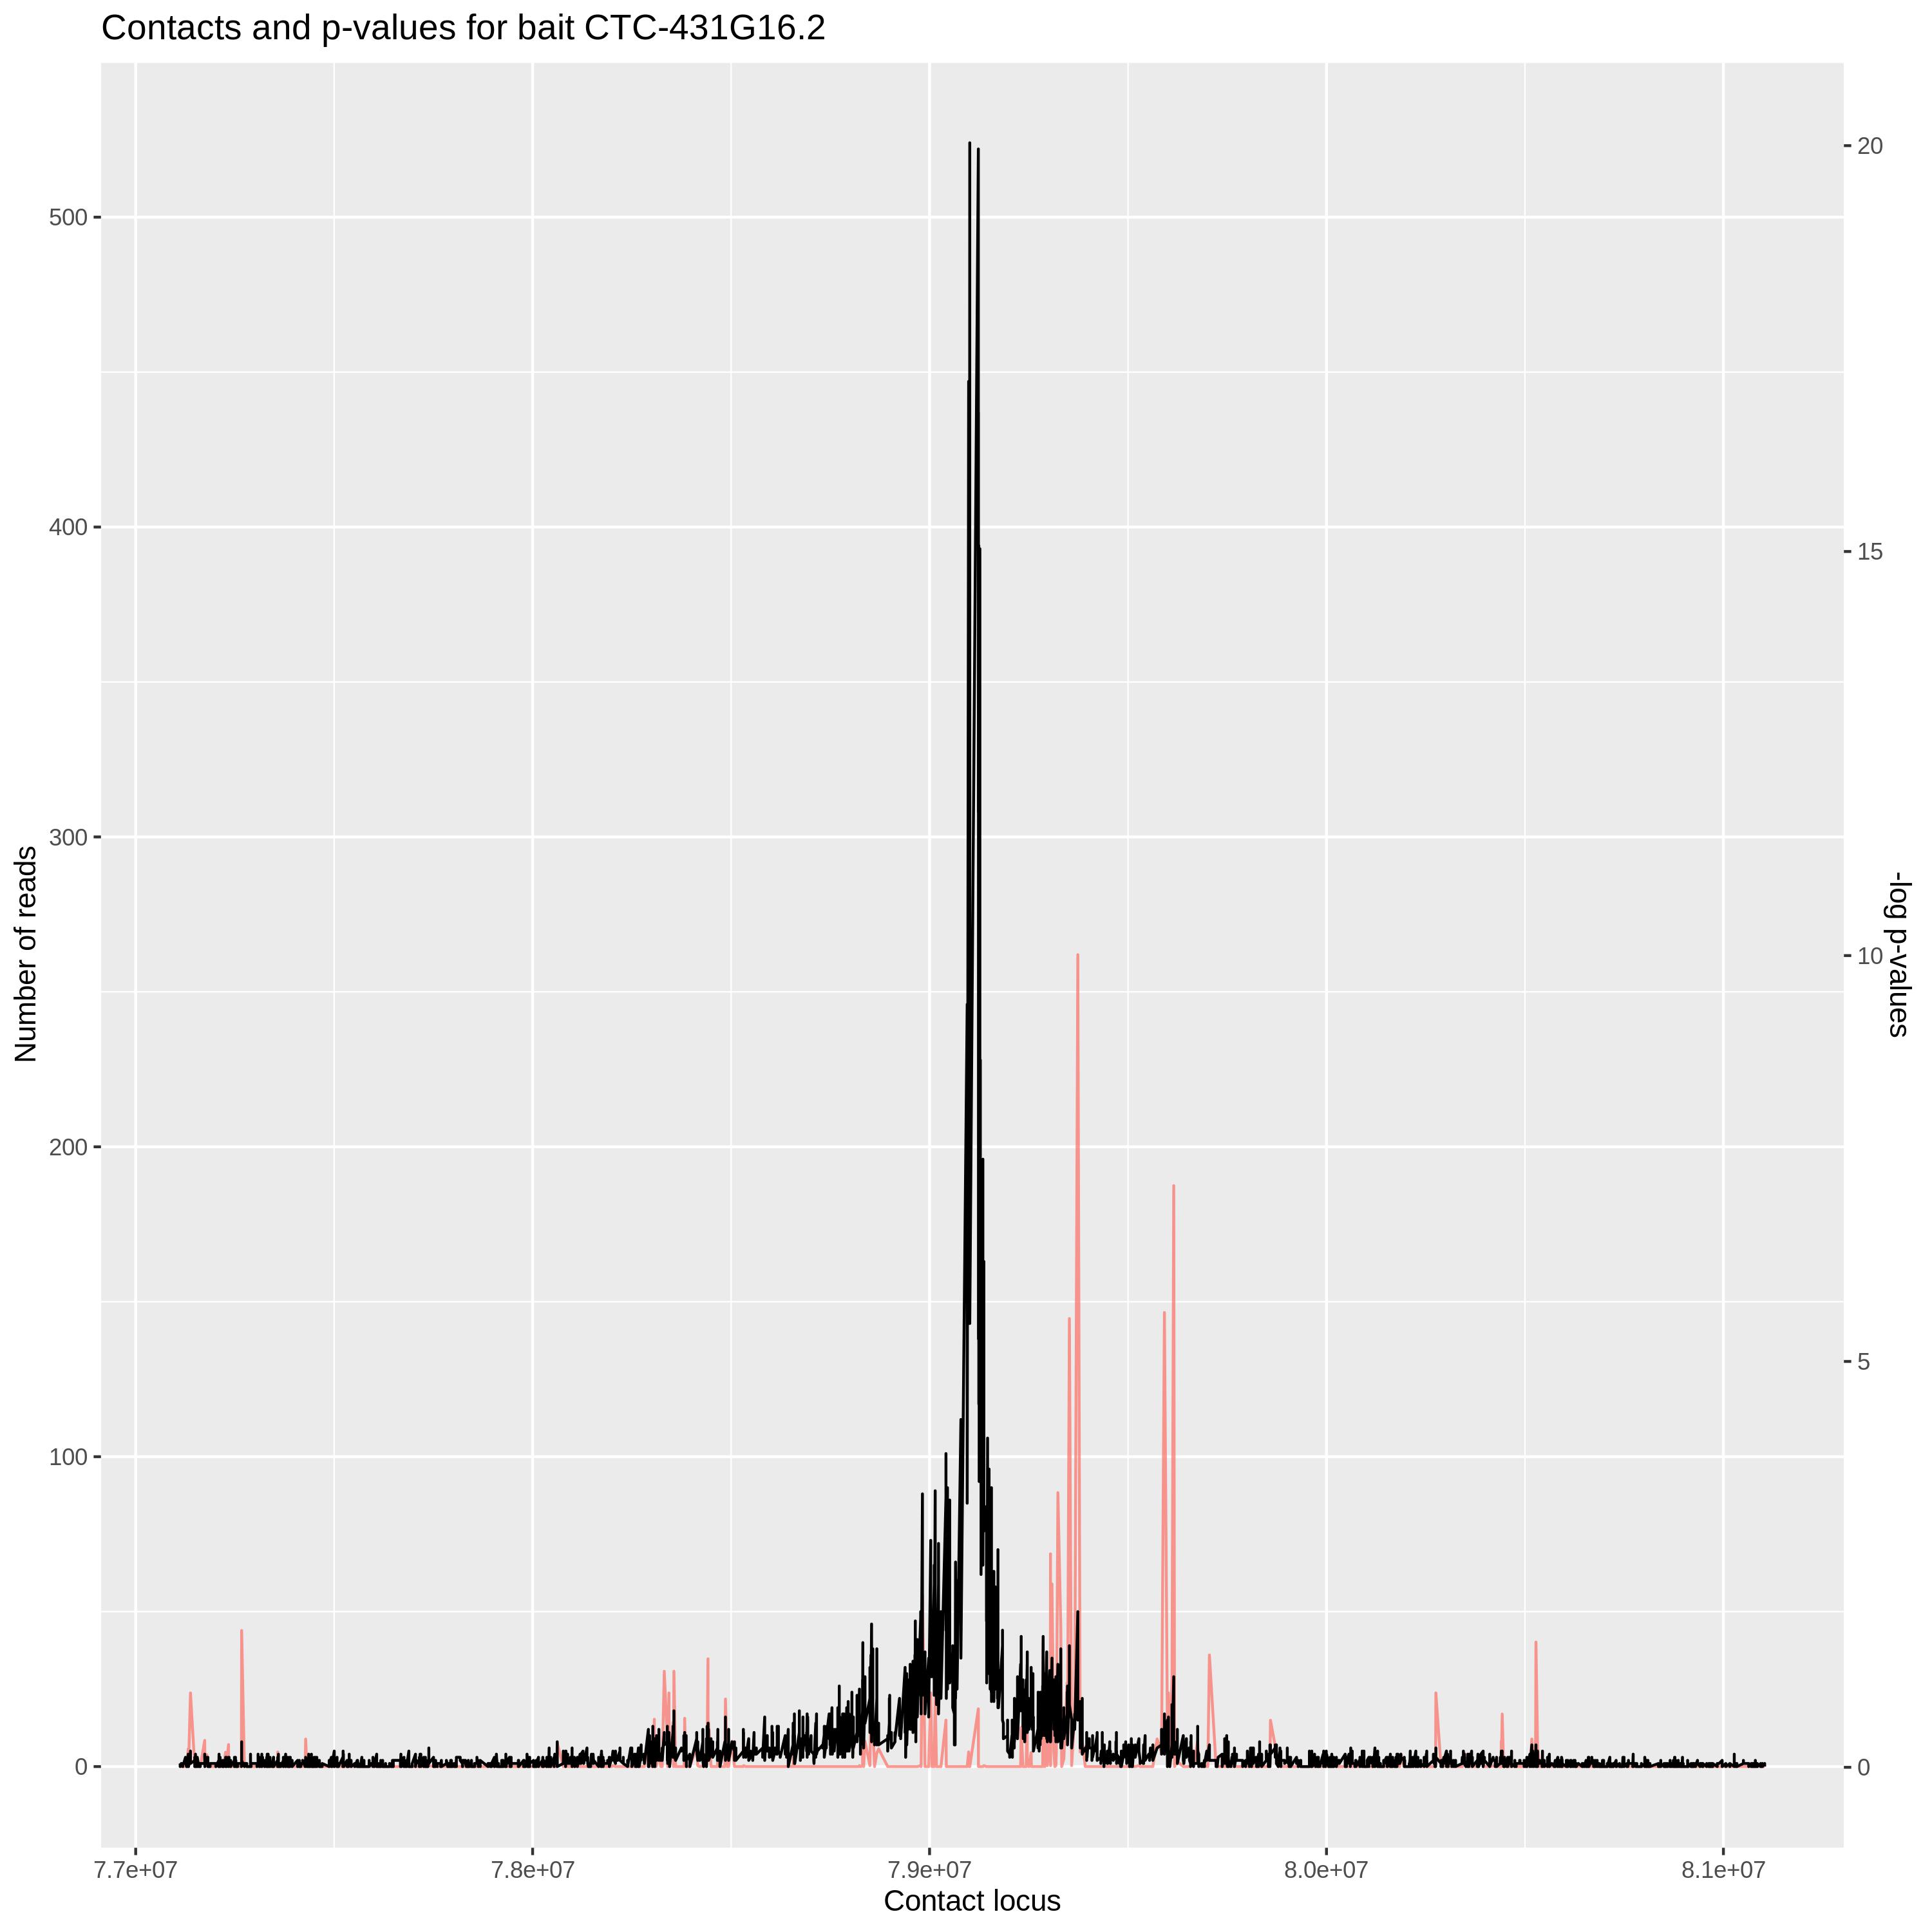 Contacts and p-values for bait CTC-431G16.2
500
400
300
200
100
0
Number of reads
20
15
10
5
0
-log p-values
7.7e+07
7.8e+07
7.9e+07
8.0e+07
8.1e+07
Contact locus